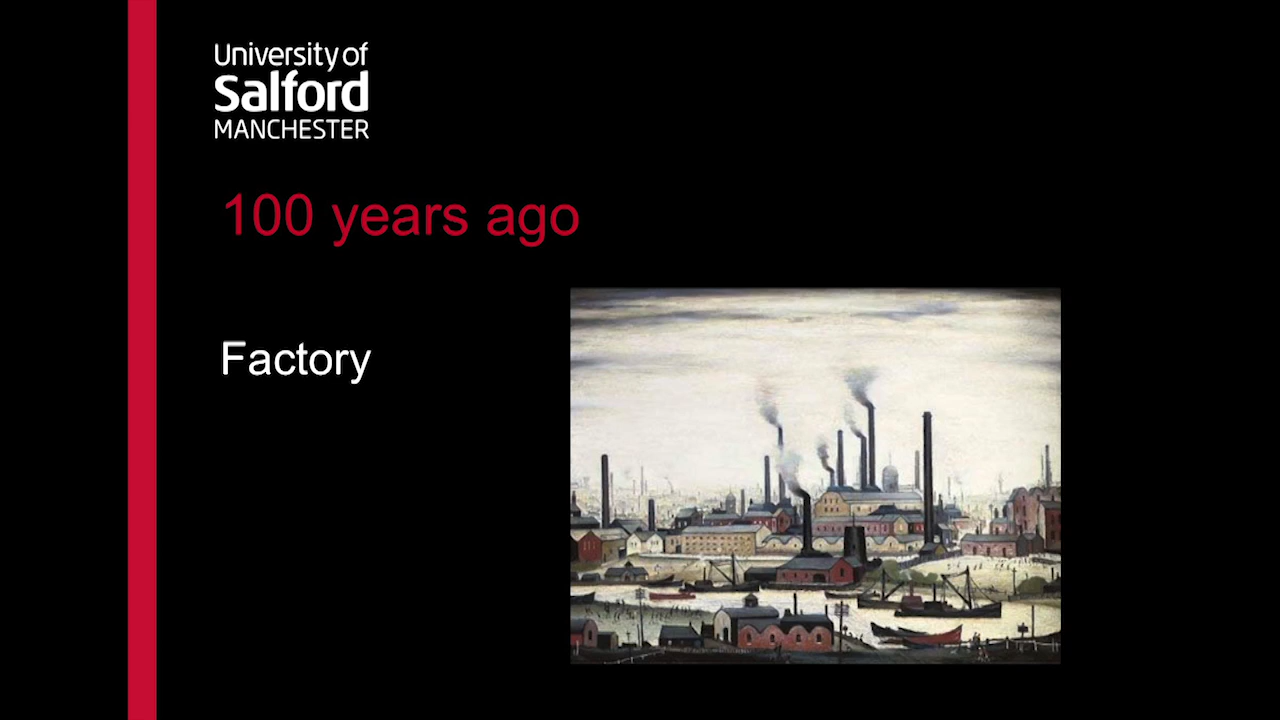 University of
Salford
MANCHESTER
100 years ago
Factory